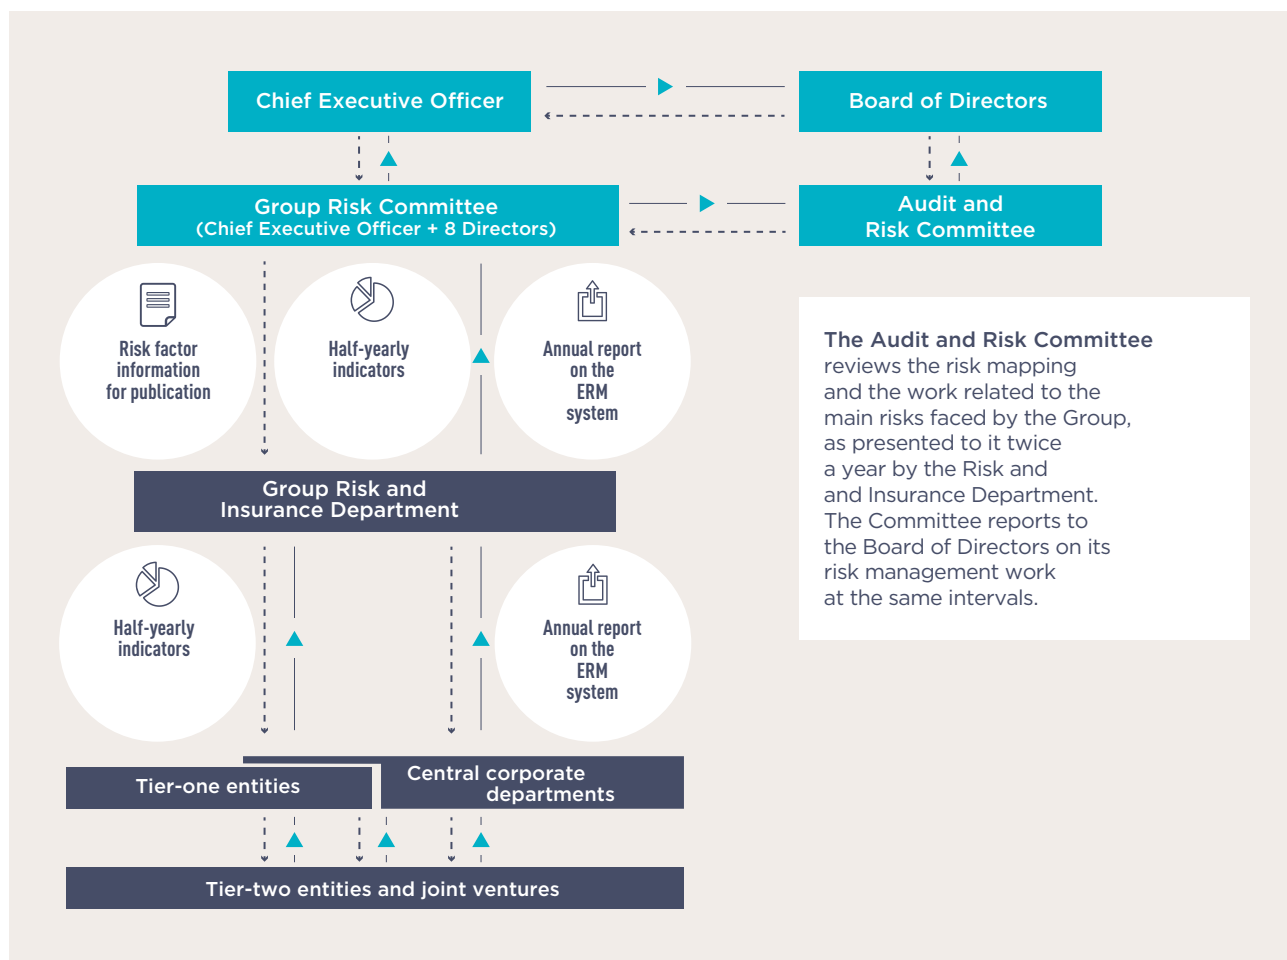 Chief Executive Officer
Board of Directors
Group Risk Committee
(Chief Executive Officer + 8 Directors)
Audit and
Risk Committee
Risk factor
information
for publication
Half-yearly
indicators
Annual report
on the
ERM
system
The Audit and Risk Committee
reviews the risk mapping
and the work related to the
main risks faced by the Group,
as presented to it twice
a year by the Risk and
and Insurance Department.
The Committee reports to
the Board of Directors on its
risk management work
at the same intervals.
Group Risk and
Insurance Department
Half-yearly
indicators
Annual report
on the
ERM
system
Tier-one entities
Central corporate
departments
Tier-two entities and joint ventures